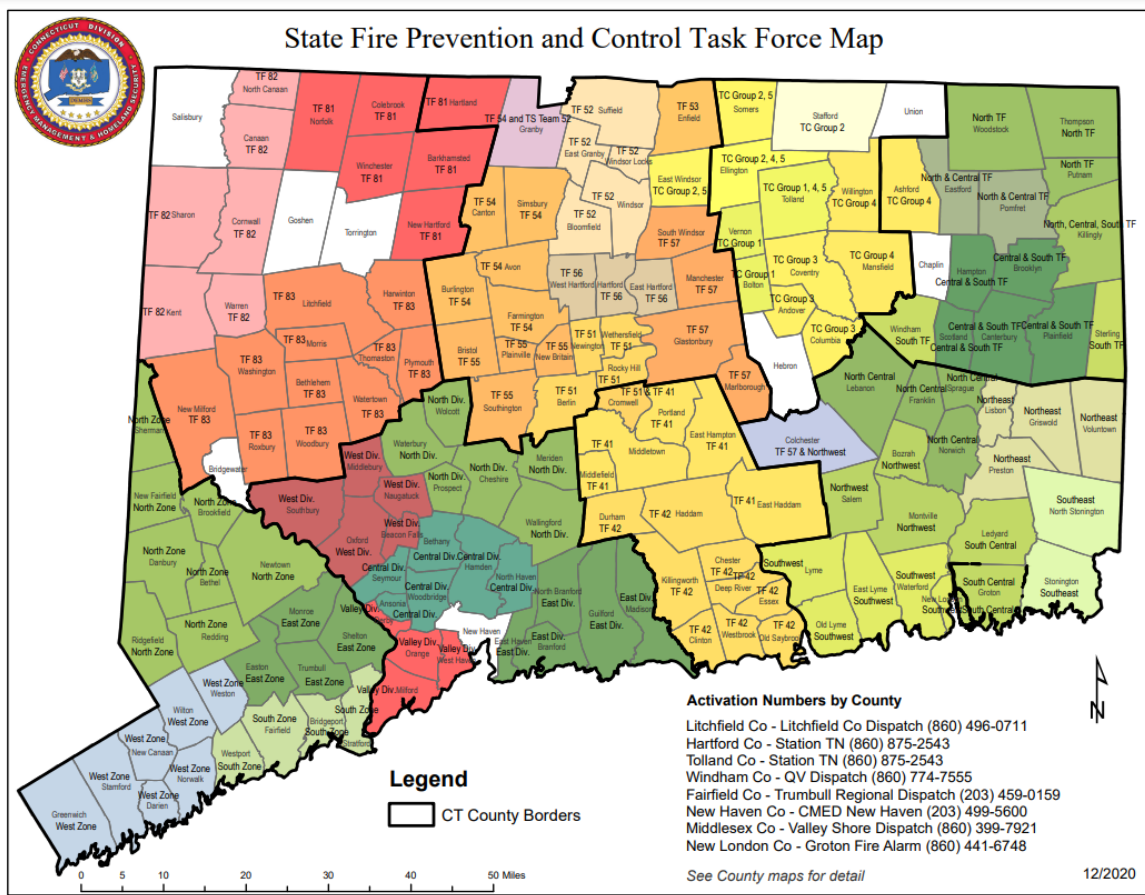 State Fire Prevention and Control Task Force Map
CONNECTICUT DIVISION
EMERGENCY MANAGEMENT & HOMELAND SECURITY
Salisbury
TF 82
North Canaan
Canaan
TF 82
TF 81
Norfolk
Colebrook
TF 81
TF 81 Hartland
TF 54 and TS Team 52
Granby
TF 52 Suffield
TF 53
Enfield
TC Group 2, 5
Somers
Stafford
TC Group 2
Union
North TF
Woodstock
Thompson
North TF
Winchester
TF 81
Barkhamsted
TF 81
TF 52
East Granby
TF 52
Windsor Locks
East Windsor
TC Group 2, 5
TC Group 2, 4, 5
Ellington
TC Group 1, 4, 5
Tolland
Willington
TC Group 4
Ashford
TC Group 4
North & Central TF
Eastford
North & Central TF
Pomfret
North TF
Putnam
TF 82 Sharon
Cornwall
TF 82
Goshen
Torrington
New Hartford
TF 81
TF 54
Canton
Simsbury
TF 54
TF 52
Bloomfield
TF 52
Windsor
South Windsor
TF 57
Vernon
TC Group 1
North, Central, South TF
Killingly
TF 82 Kent
Warren
TF 82
TF 83
Litchfield
Harwinton
TF 83
Burlington
TF 54
TF 54 Avon
TF 56
West Hartford
Hartford
TF 56
East Hartford
TF 56
Manchester
TF 57
TC Group 1
Bolton
TC Group 3
Coventry
TC Group 4
Mansfield
Chaplin
Hampton
Central & South TF
Central & South TF
Brooklyn
TF 83
Washington
TF 83
Morris
TF 83
Thomaston
Plymouth
TF 83
Bristol
TF 55
Farmington
TF 54
TF 55
Plainville
TF 55
New Britain
TF 51
Newington
Wethersfield
TF 51
Rocky Hill
TF 51
TF 57
Glastonbury
TC Group 3
Andover
TC Group 3
Columbia
Hebron
Windham
South TF
Central & South TF
Scotland
Central & South TF
Canterbury
Central & South TF
Plainfield
Sterling
South TF
New Milford
TF 83
Bethlehem
TF 83
Watertown
TF 83
TF 83
Roxbury
TF 83
Woodbury
Bridgewater
North Zone
Sherman
North Div.
Wolcott
TF 55
Southington
TF 51
Berlin
TF 51 & TF 41
Cromwell
Portland
TF 41
TF 57
Marlborough
North Central
Lebanon
North Central
Franklin
North Central
Sprague
Northeast
Lisbon
Northeast
Griswold
Northeast
Voluntown
West Div.
Middlebury
Waterbury
North Div.
West Div.
Naugatuck
North Div.
Prospect
North Div.
Cheshire
Meriden
North Div.
TF 41
Middletown
East Hampton
TF 41
Middlefield
TF 41
Colchester
TF 57 & Northwest
Bozrah
Northwest
North Central
Norwich
Northeast
Preston
New Fairfield
North Zone
North Zone
Brookfield
West Div.
Southbury
West Div.
Beacon Falls
Oxford
West Div.
Wallingford
North Div.
Durham
TF 42
TF 42 Haddam
TF 41 East Haddam
Northwest
Salem
Montville
Northwest
Southeast
North Stonington
Ledyard
South Central
North Zone
Danbury
North Zone
Bethel
Newtown
North Zone
Bethany
Central Div.
Central Div.
Hamden
Central Div.
Seymour
Central Div.
Woodbridge
Ansonia
Central Div.
North Haven
Central Div.
North Branford
East Div.
Guilford
East Div.
East Div.
Madison
Killingworth
TF 42
Chester
TF 42
TF 42
Deep River
TF 42
Essex
Southwest
Lyme
East Lyme
Southwest
Southwest
Waterford
South Central
Groton
Stonington
Southeast
Ridgefield
North Zone
North Zone
Redding
Monroe
East Zone
Shelton
East Zone
Valley Div.
Derby
New Haven
East Haven
East Div.
East Div.
Branford
TF 42
Clinton
TF 42
Westbrook
TF 42
Old Saybrook
Old Lyme
Southwest
New London
Southwest
South Central
Easton
East Zone
Trumbull
East Zone
Valley Div.
Orange
Valley Div.
West Haven
Valley Div.
Milford
West Zone
Weston
Wilton
West Zone
South Zone
Fairfield
Bridgeport
South Zone
South Zone
Stratford
Westport
South Zone
West Zone
New Canaan
West Zone
Norwalk
West Zone
Stamford
West Zone
Darien
Greenwich
West Zone
Legend
CT County Borders
0 5 10 20 30 40 50 Miles
Activation Numbers by County
Litchfield Co - Litchfield Co Dispatch (860) 496-0711
Hartford Co - Station TN (860) 875-2543
Tolland Co - Station TN (860) 875-2543
Windham Co - QV Dispatch (860) 774-7555
Fairfield Co - Trumbull Regional Dispatch (203) 459-0159
New Haven Co - CMED New Haven (203) 499-5600
Middlesex Co - Valley Shore Dispatch (860) 399-7921
New London Co - Groton Fire Alarm (860) 441-6748
See County maps for detail
12/2020
N